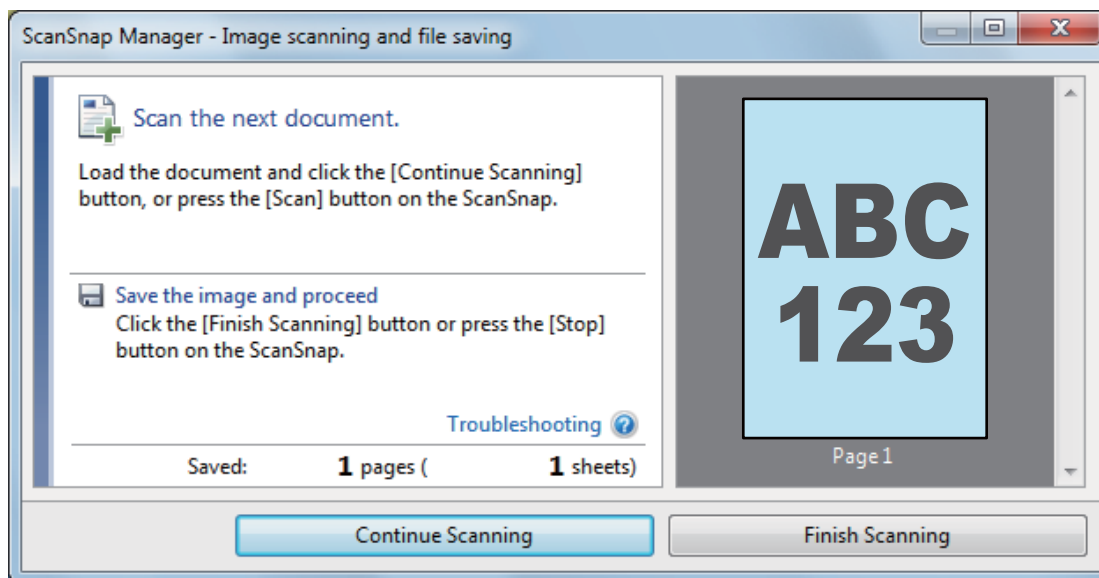 ScanSnap Manager - Image scanning and file saving
Scan the next document.
Load the document and click the [Continue Scanning]
button, or press the [Scan] button on the ScanSnap.
Save the image and proceed
Click the [Finish Scanning] button or press the [Stop]
button on the ScanSnap.
Troubleshooting
Saved: 1 pages ( 1 sheets)
ABC
123
Page 1
Continue Scanning
Finish Scanning